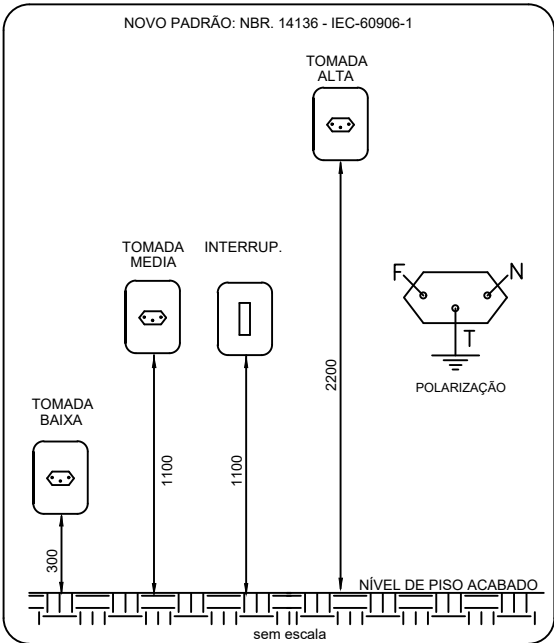 NOVO PADRÃO: NBR. 14136 - IEC-60906-1
TOMADA
ALTA
TOMADA
MEDIA
INTERRUP.
F
N
T
POLARIZAÇÃO
TOMADA
BAIXA
2200
1100
1100
300
NÍVEL DE PISO ACABADO
sem escala